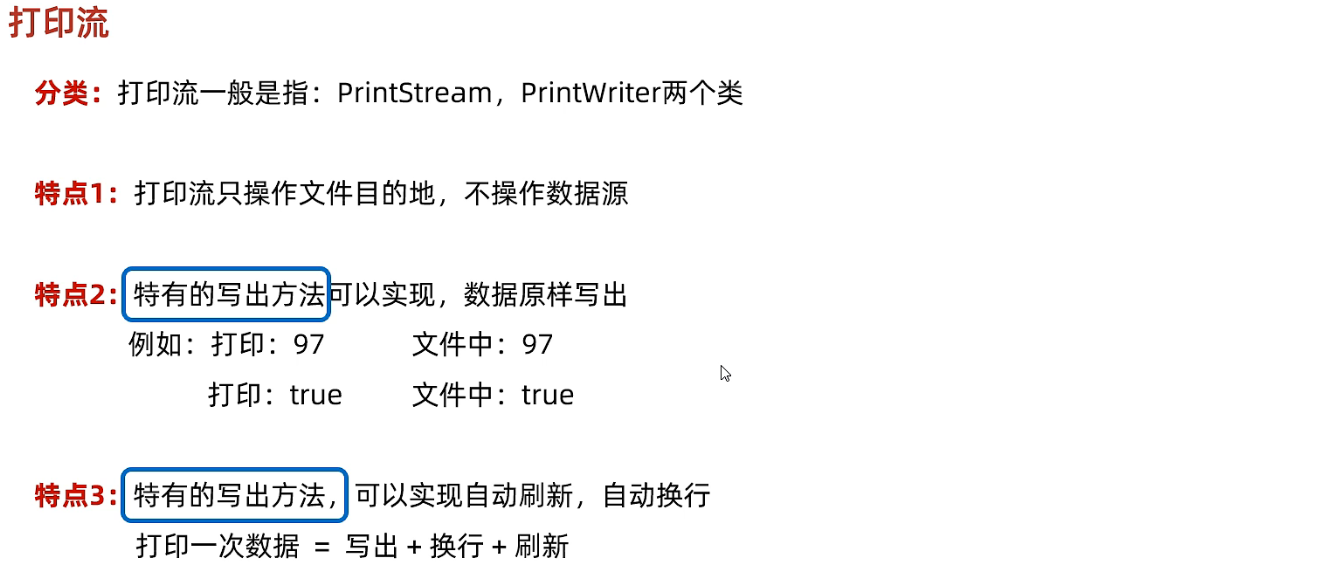 打印流
分类：打印流一般是指：PrintStream，PrintWriter两个类
特点1：打印流只操作文件目的地，不操作数据源
特点2：特有的写出方法可以实现，数据原样写出
例如：打印：97 文件中：97
打印：true 文件中：true
特点3：特有的写出方法，可以实现自动刷新，自动换行
打印一次数据 = 写出 + 换行 + 刷新